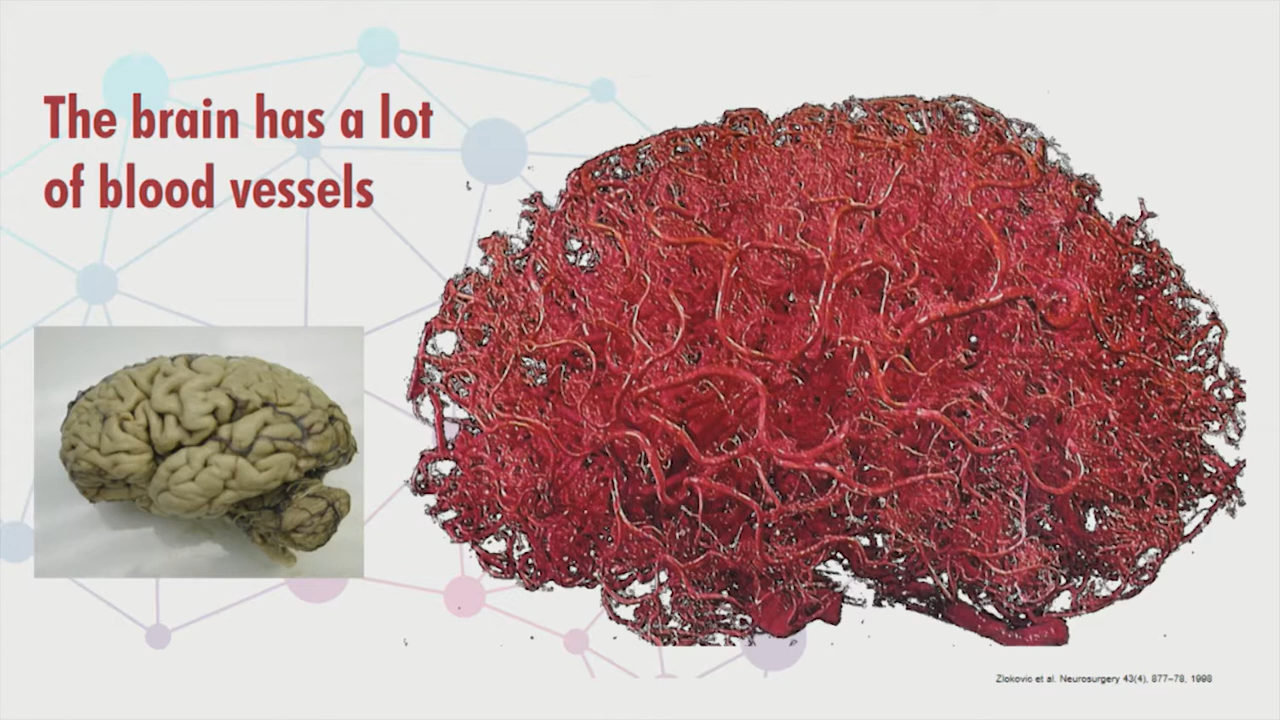 The brain has a lot
of blood vessels
Zlokovic et al. Neurosurgery 43(4), 877–78, 1998